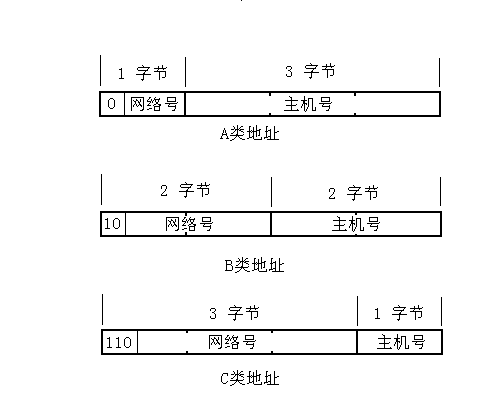 1 字节 3 字节
0 网络号 主机号
A类地址
2 字节 2 字节
10 网络号 主机号
B类地址
3 字节 1 字节
110 网络号 主机号
C类地址